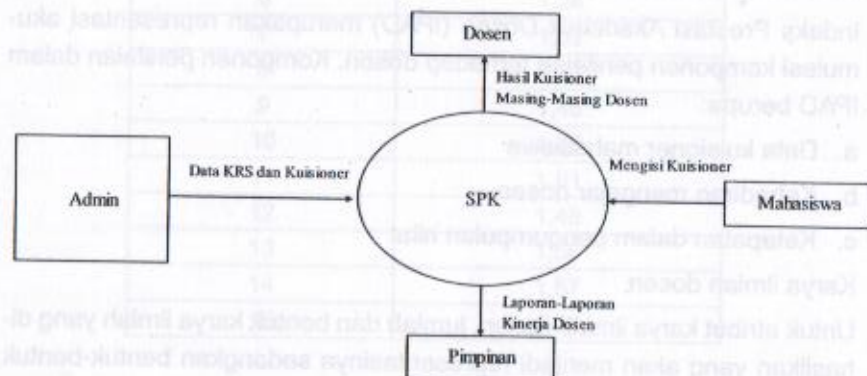 Dosen
Hasil Kuisioner
Masing-Masing Dosen
Admin
Data KRS dan Kuisioner
SPK
Mengisi Kuisioner
Mahasiswa
Laporan-Laporan
Kinerja Dosen
Pimpinan